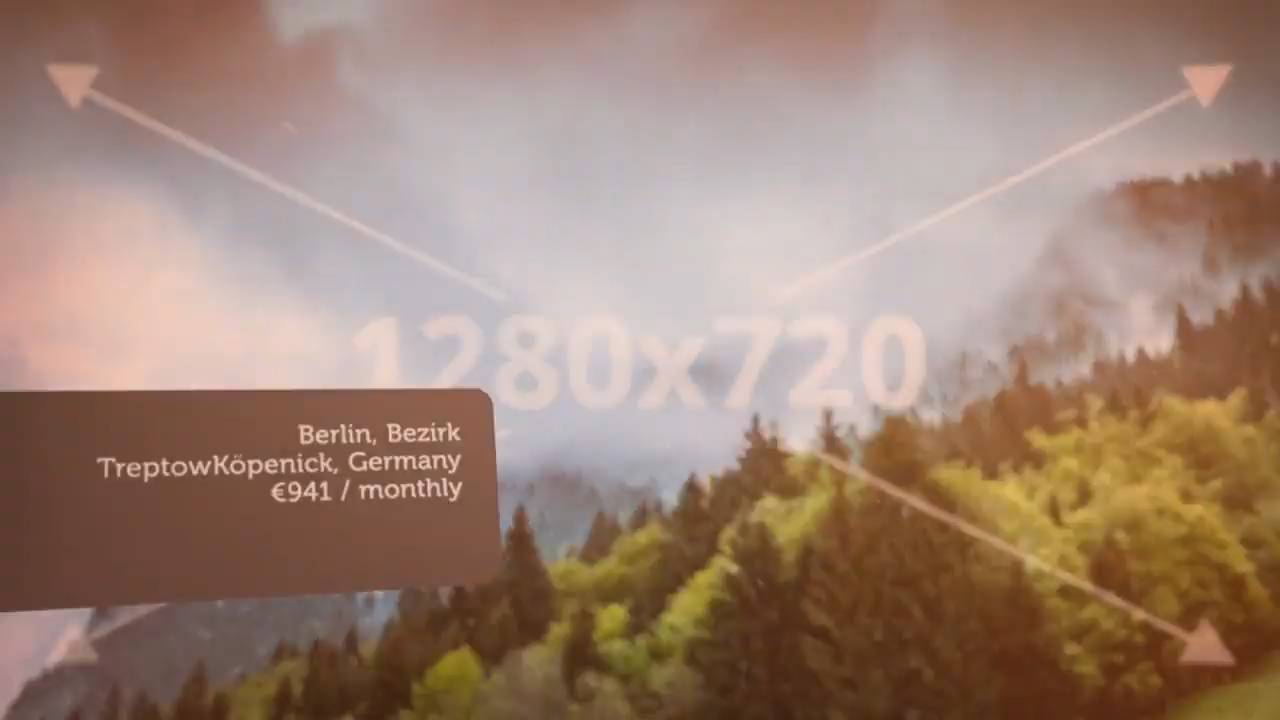 1280x720
Berlin, Bezirk
TreptowKöpenick, Germany
€941 / monthly